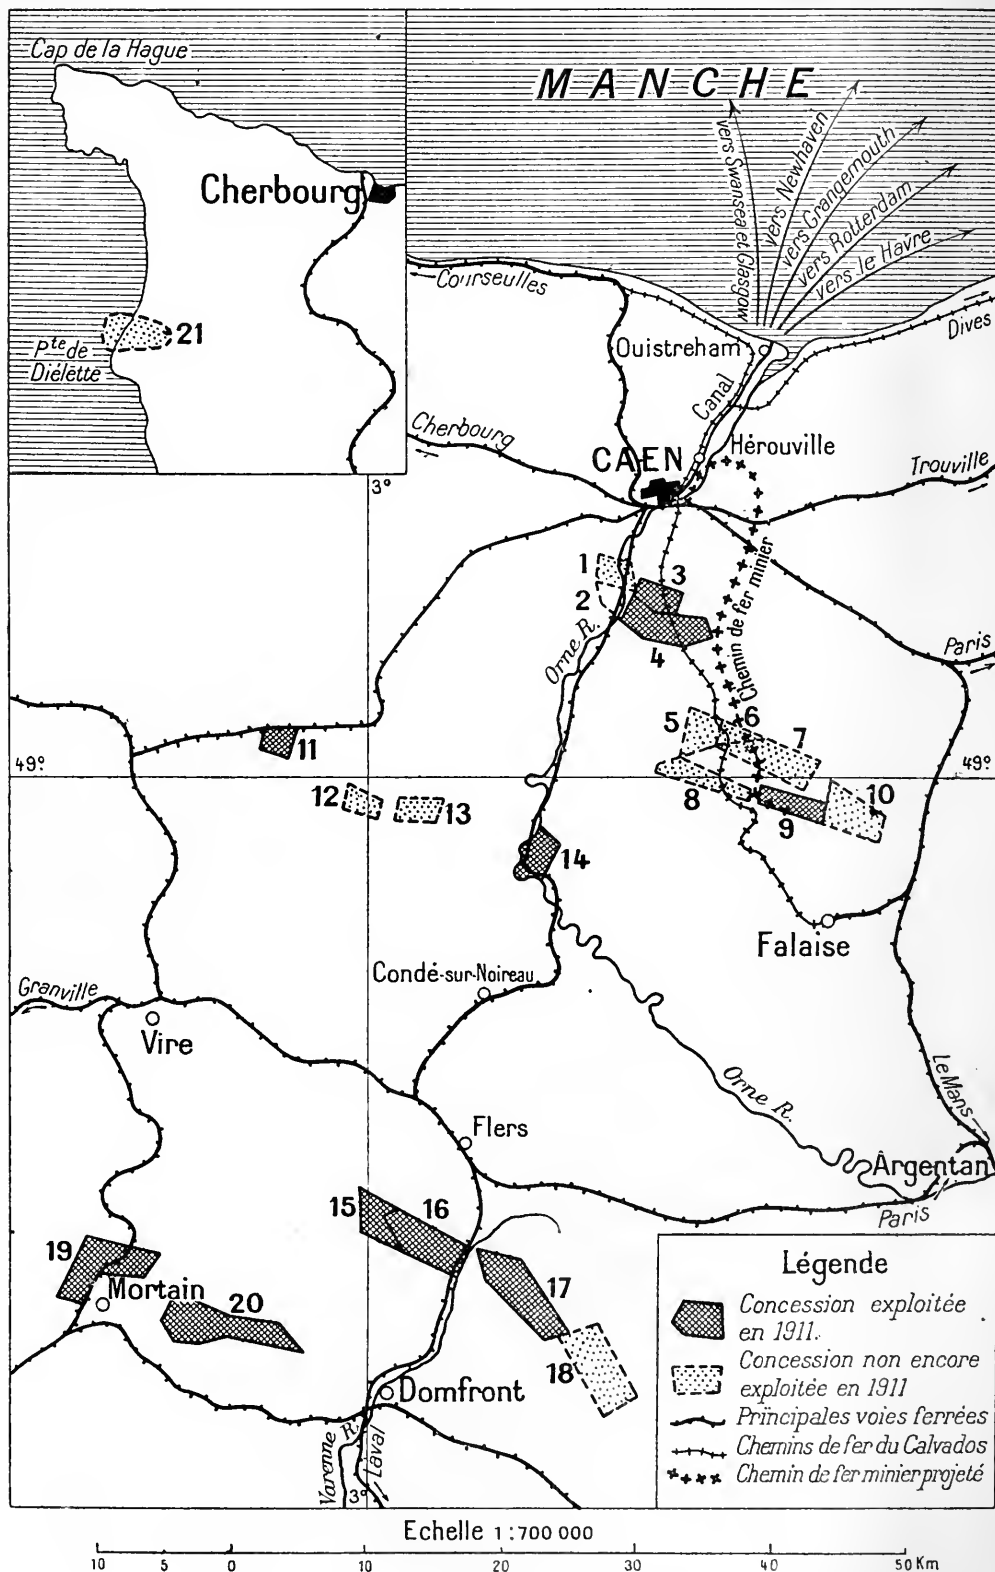 Cap de la Hague
Cherbourg
21
Pte de
Diélette
MANCHE
vers Swansea et Glasgow
vers Newhaven
vers Grangemouth
vers Rotterdam
vers le Havre
Courseulles
Ouistreham
Dives
Canal
Cherbourg
Hérouville
CAEN
Trouville
3°
1
2
3
4
Orne R.
Chemin de fer minier
Paris
5
6
7
11
49°
49°
12
13
8
9
10
14
Falaise
Condé-sur-Noireau
Granville
Vire
Orne R.
Le Mans
Flers
Argentan
Paris
15
16
19
Mortain
20
17
18
Domfront
Varenne R.
Laval
3°
Légende
Concession exploitée
en 1911.
Concession non encore
exploitée en 1911
Principales voies ferrées
Chemins de fer du Calvados
Chemin de fer minier projeté
Echelle 1:700 000
10 5 0 10 20 30 40 50 Km